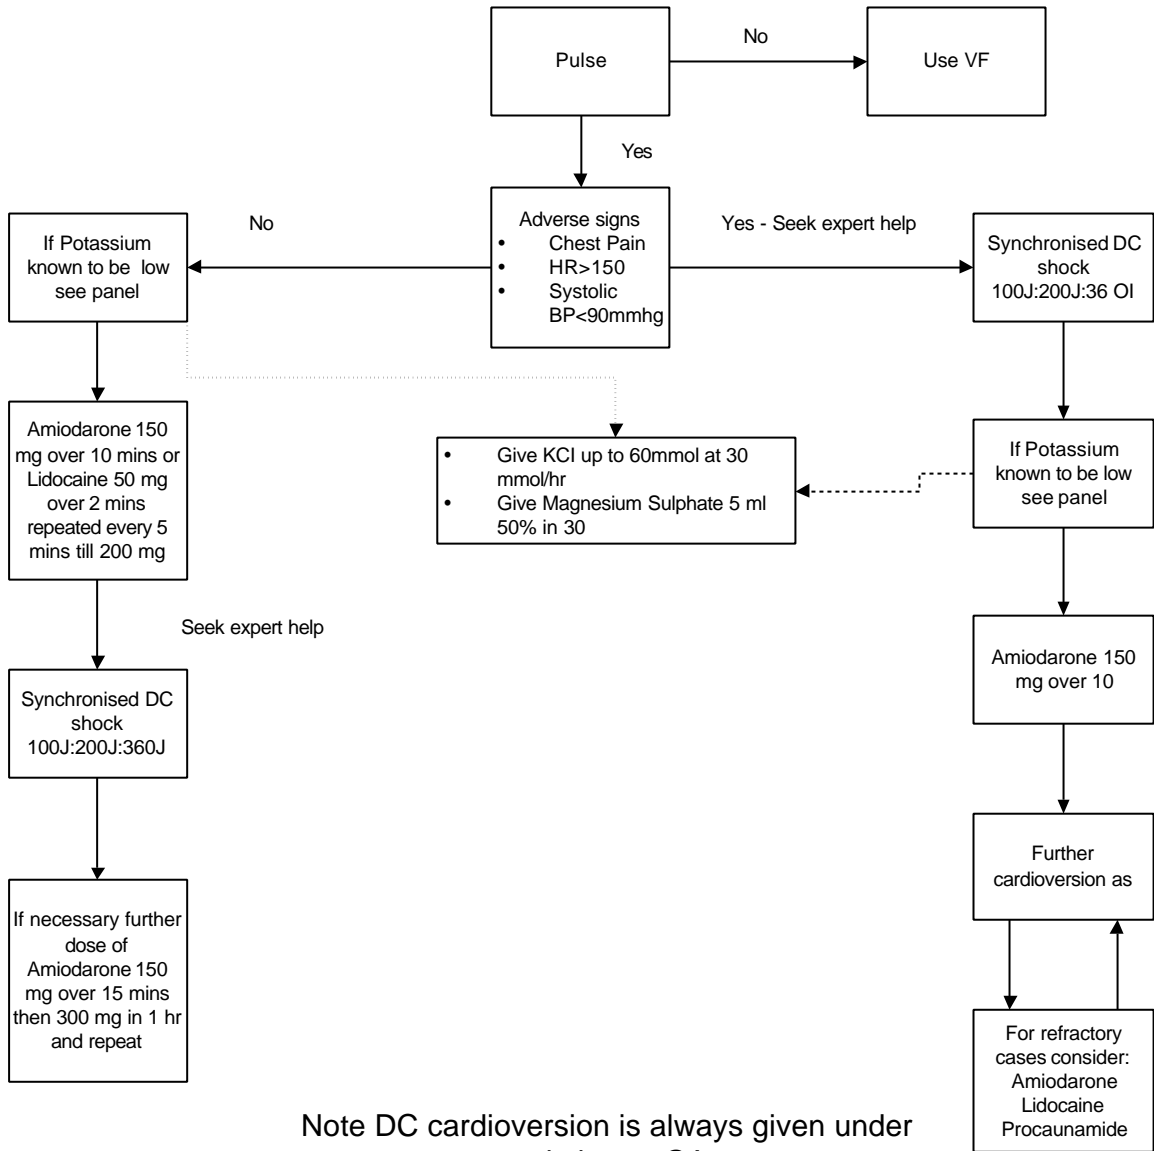 Pulse
No
Use VF
Yes
Adverse signs
• Chest Pain
• HR>150
• Systolic
BP<90mmhg
No
Yes - Seek expert help
If Potassium
known to be low
see panel
Synchronised DC
shock
100J:200J:36 OI
Amiodarone 150
mg over 10 mins or
Lidocaine 50 mg
over 2 mins
repeated every 5
mins till 200 mg
• Give KCI up to 60mmol at 30
mmol/hr
• Give Magnesium Sulphate 5 ml
50% in 30
If Potassium
known to be low
see panel
Seek expert help
Synchronised DC
shock
100J:200J:360J
Amiodarone 150
mg over 10
If necessary further
dose of
Amiodarone 150
mg over 15 mins
then 300 mg in 1 hr
and repeat
Further
cardioversion as
For refractory
cases consider:
Amiodarone
Lidocaine
Procaunamide
Note DC cardioversion is always given under